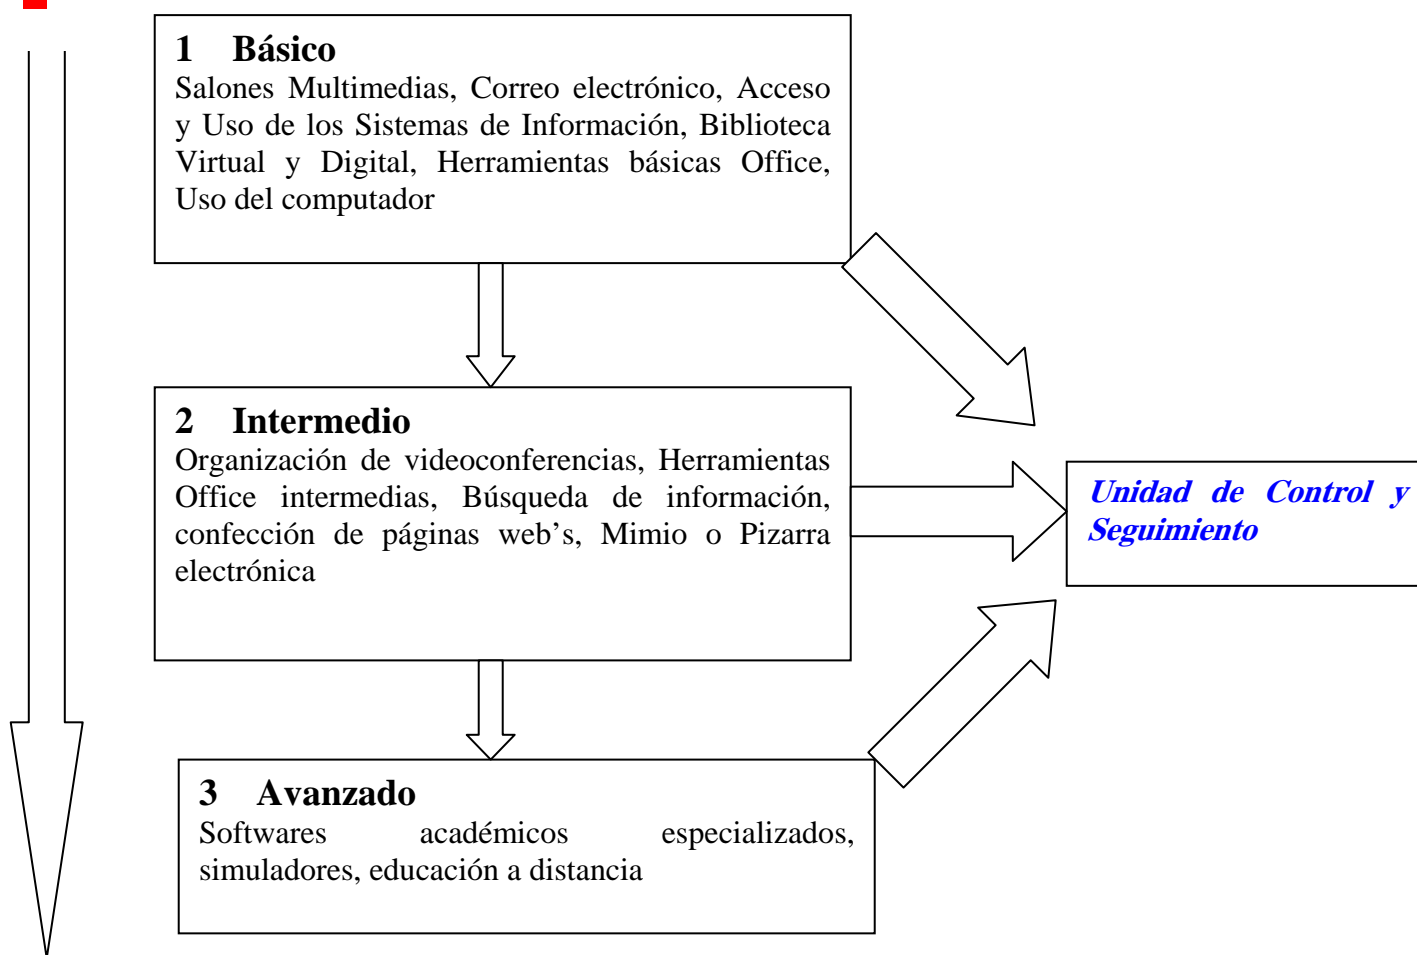 1 Básico
Salones Multimedias, Correo electrónico, Acceso
y Uso de los Sistemas de Información, Biblioteca
Virtual y Digital, Herramientas básicas Office,
Uso del computador
2 Intermedio
Organización de videoconferencias, Herramientas
Office intermedias, Búsqueda de información,
confección de páginas web’s, Mimio o Pizarra
electrónica
Unidad de Control y
Seguimiento
3 Avanzado
Softwares académicos especializados,
simuladores, educación a distancia